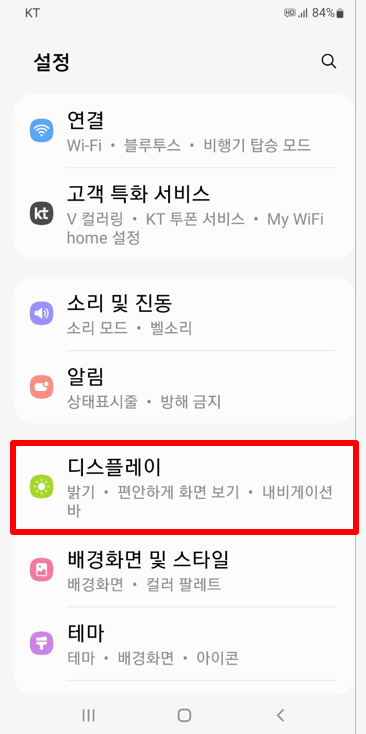 KT
HD 84%
설정
연결
Wi-Fi • 블루투스 • 비행기 탑승 모드
kt
고객 특화 서비스
V 컬러링 • KT 투폰 서비스 • My WiFi
home 설정
소리 및 진동
소리 모드 • 벨소리
알림
상태표시줄 • 방해 금지
디스플레이
밝기 • 편안하게 화면 보기 • 내비게이션
바
배경화면 및 스타일
배경화면 • 컬러 팔레트
테마
테마 • 배경화면 • 아이콘